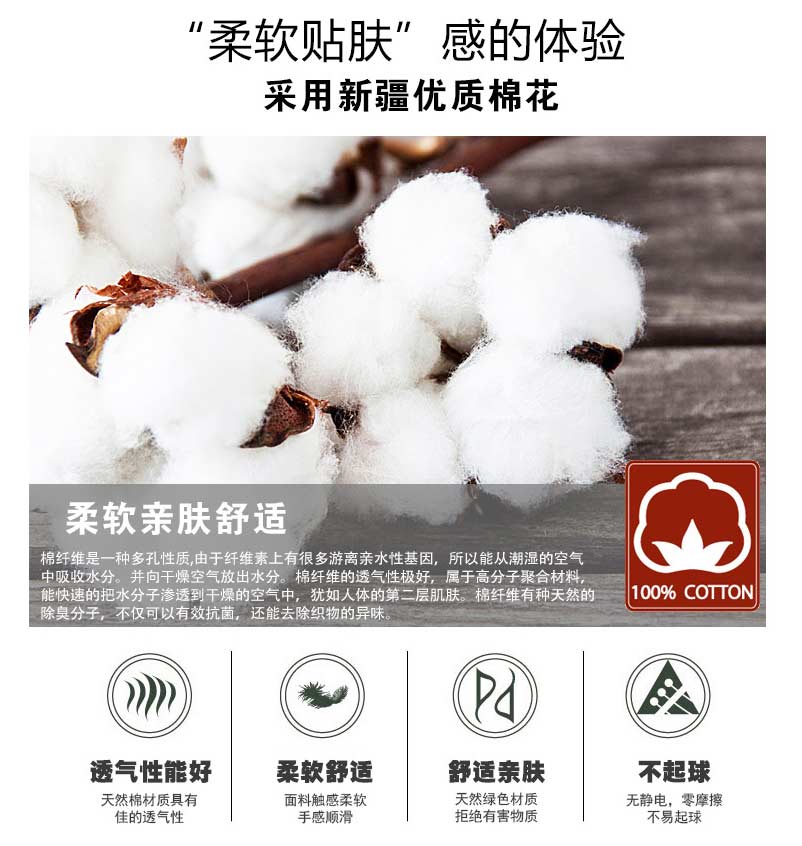 “柔软贴肤”感的体验
采用新疆优质棉花
柔软亲肤舒适
棉纤维是一种多孔性质,由于纤维素上有很多游离亲水性基因，所以能从潮湿的空气
中吸收水分。并向干燥空气放出水分。棉纤维的透气性极好，属于高分子聚合材料，
能快速的把水分子渗透到干燥的空气中，犹如人体的第二层肌肤。棉纤维有种天然的
除臭分子，不仅可以有效抗菌，还能去除织物的异味。
100% COTTON
Pd
透气性能好
天然棉材质具有
佳的透气性
柔软舒适
面料触感柔软
手感顺滑
舒适亲肤
天然绿色材质
拒绝有害物质
不起球
无静电，零摩擦
不易起球